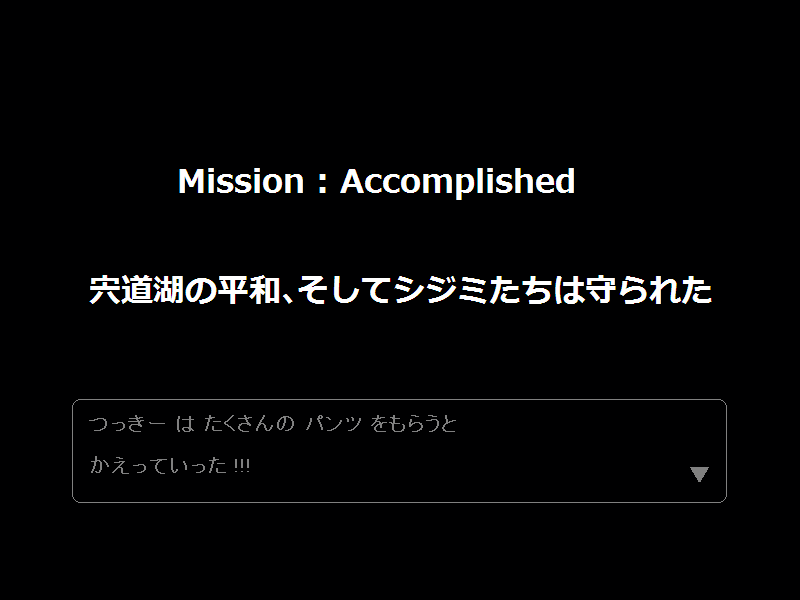 Mission : Accomplished
宍道湖の平和、そしてシジミたちは守られた
つっきー は たくさんの パンツ をもらうと
かえっていった !!!
▼